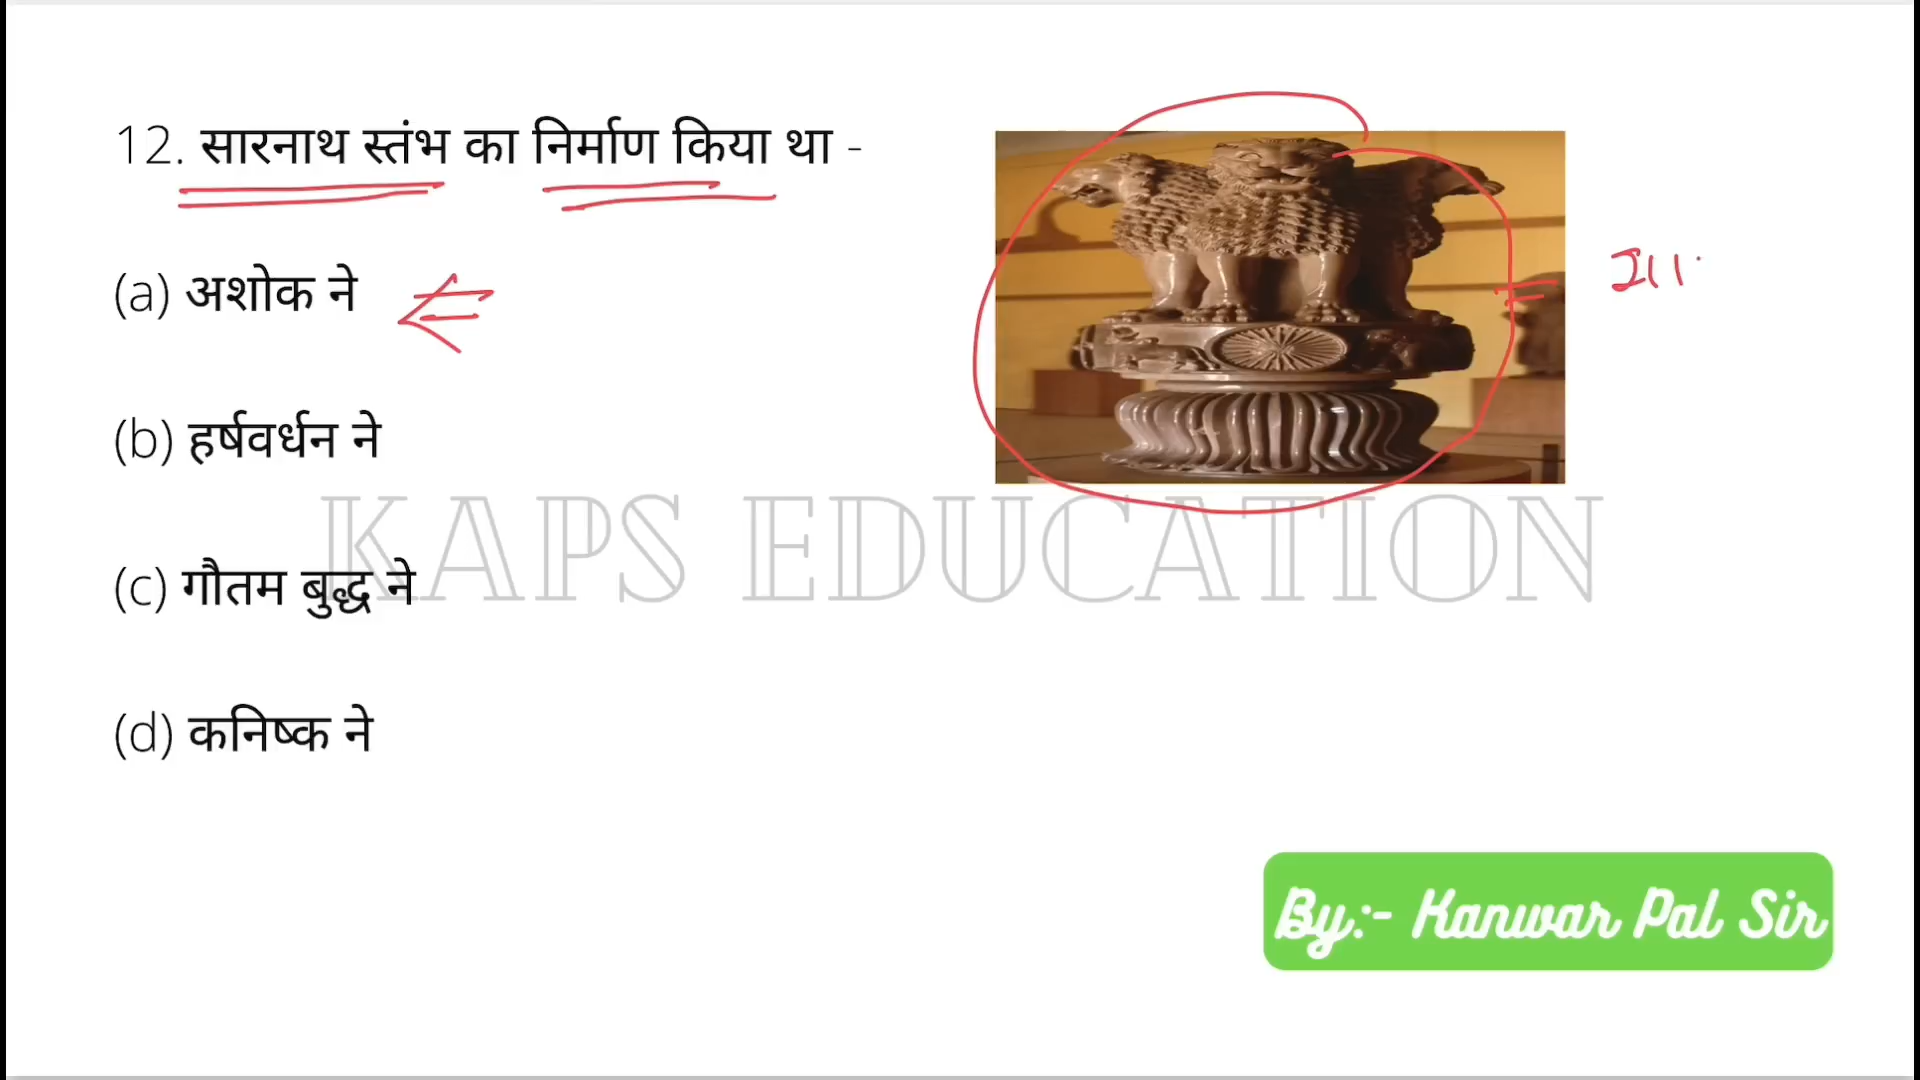 12. सारनाथ स्तंभ का निर्माण किया था -
(a) अशोक ने
(b) हर्षवर्धन ने
KAPS EDUCATION
(c) गौतम बुद्ध ने
(d) कनिष्क ने
By:- Kanwar Pal Sir